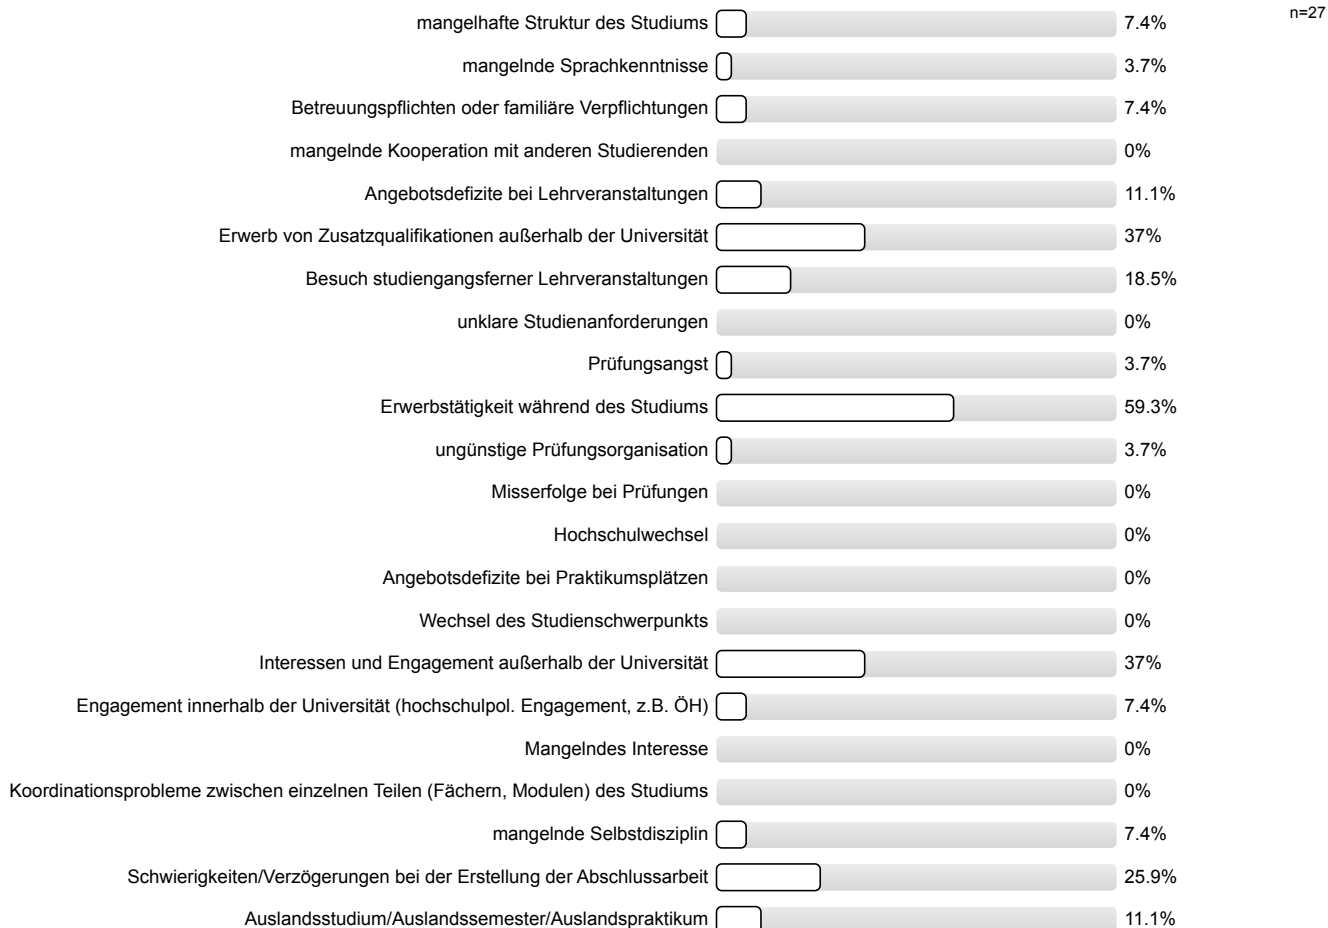 n=27
mangelhafte Struktur des Studiums 7.4%
mangelnde Sprachkenntnisse 3.7%
Betreuungspflichten oder familiäre Verpflichtungen 7.4%
mangelnde Kooperation mit anderen Studierenden 0%
Angebotsdefizite bei Lehrveranstaltungen 11.1%
Erwerb von Zusatzqualifikationen außerhalb der Universität 37%
Besuch studiengangsferner Lehrveranstaltungen 18.5%
unklare Studienanforderungen 0%
Prüfungsangst 3.7%
Erwerbstätigkeit während des Studiums 59.3%
ungünstige Prüfungsorganisation 3.7%
Misserfolge bei Prüfungen 0%
Hochschulwechsel 0%
Angebotsdefizite bei Praktikumsplätzen 0%
Wechsel des Studienschwerpunkts 0%
Interessen und Engagement außerhalb der Universität 37%
Engagement innerhalb der Universität (hochschulpol. Engagement, z.B. ÖH) 7.4%
Mangelndes Interesse 0%
Koordinationsprobleme zwischen einzelnen Teilen (Fächern, Modulen) des Studiums 0%
mangelnde Selbstdisziplin 7.4%
Schwierigkeiten/Verzögerungen bei der Erstellung der Abschlussarbeit 25.9%
Auslandsstudium/Auslandssemester/Auslandspraktikum 11.1%